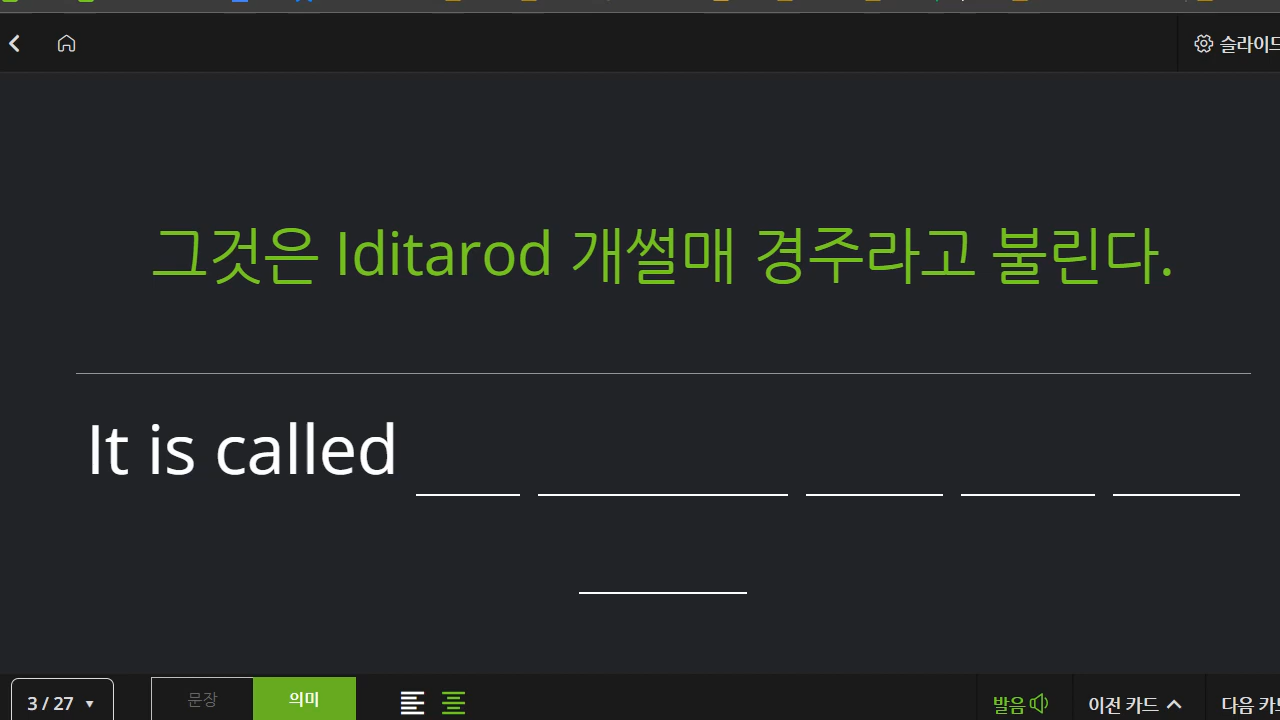 슬라이드
그것은 Iditarod 개썰매 경주라고 불린다.
It is called
3 / 27
문장
의미
발음
이전 카드
다음 카드